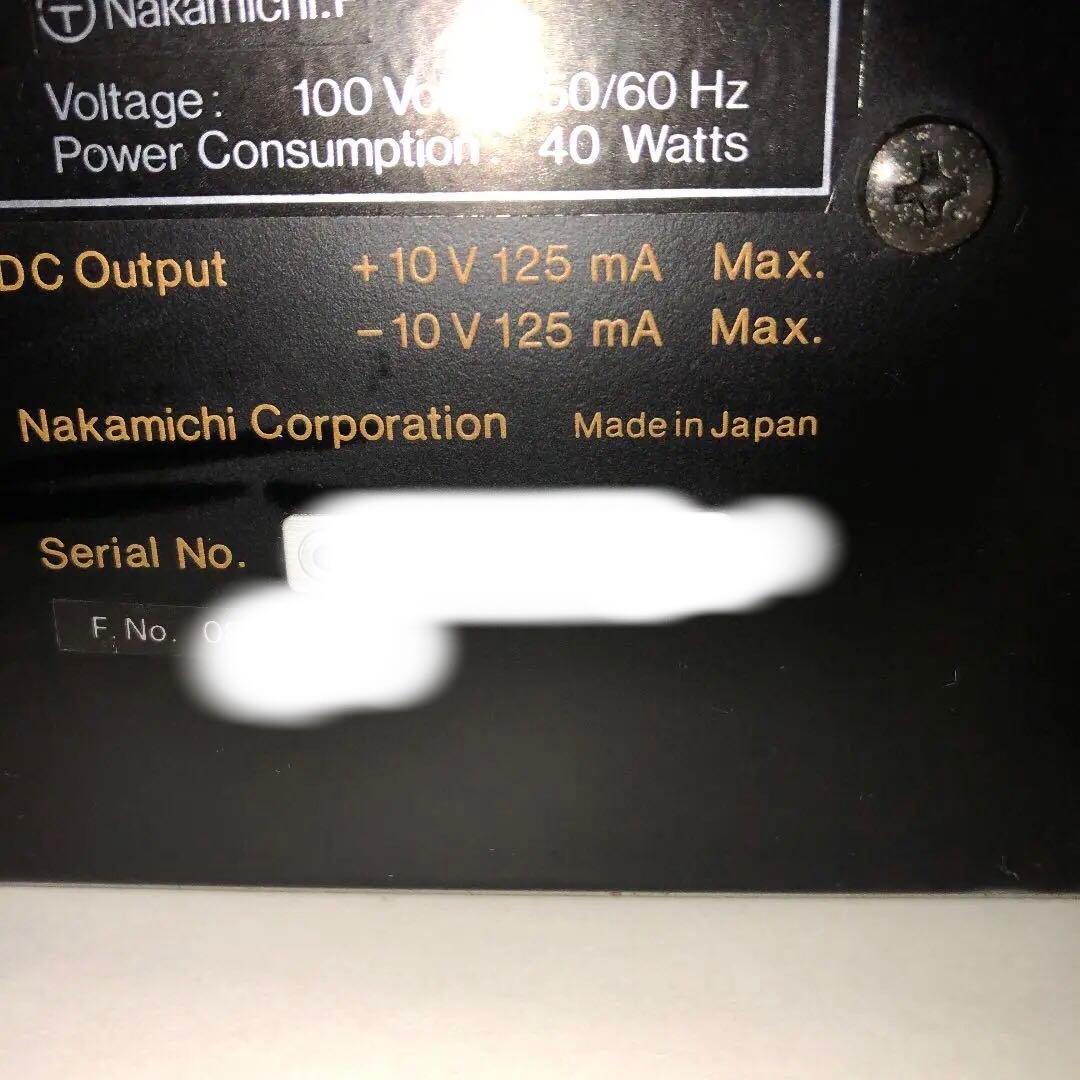 Nakamichi.
Voltage: 100 50/60 Hz
Power Consumption: 40 Watts
DC Output +10 V 125 mA Max.
−10 V 125 mA Max.
Nakamichi Corporation Made in Japan
Serial No.
F. No.